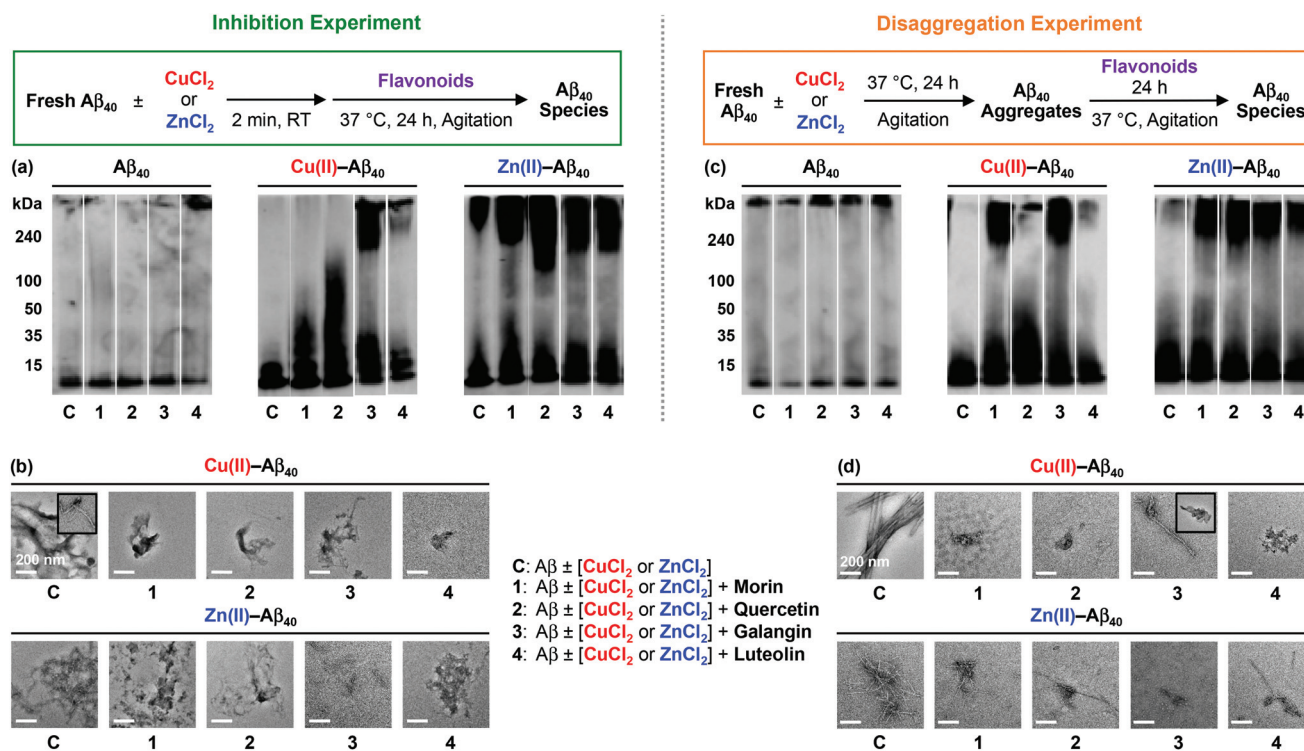 Inhibition Experiment
Fresh Aβ40 ± CuCl2 or ZnCl2
2 min, RT
Flavonoids
37 °C, 24 h, Agitation
Aβ40 Species
(a)
Aβ40
Cu(II)–Aβ40
Zn(II)–Aβ40
kDa
240
100
50
35
15
C 1 2 3 4
C 1 2 3 4
C 1 2 3 4
(b)
Cu(II)–Aβ40
200 nm
C 1 2 3 4
Zn(II)–Aβ40
C 1 2 3 4
C: Aβ ± [CuCl2 or ZnCl2]
1: Aβ ± [CuCl2 or ZnCl2] + Morin
2: Aβ ± [CuCl2 or ZnCl2] + Quercetin
3: Aβ ± [CuCl2 or ZnCl2] + Galangin
4: Aβ ± [CuCl2 or ZnCl2] + Luteolin
Disaggregation Experiment
Fresh Aβ40 ± CuCl2 or ZnCl2
37 °C, 24 h
Agitation
Aβ40 Aggregates
Flavonoids
24 h
37 °C, Agitation
Aβ40 Species
(c)
Aβ40
Cu(II)–Aβ40
Zn(II)–Aβ40
kDa
240
100
50
35
15
C 1 2 3 4
C 1 2 3 4
C 1 2 3 4
(d)
Cu(II)–Aβ40
200 nm
C 1 2 3 4
Zn(II)–Aβ40
C 1 2 3 4